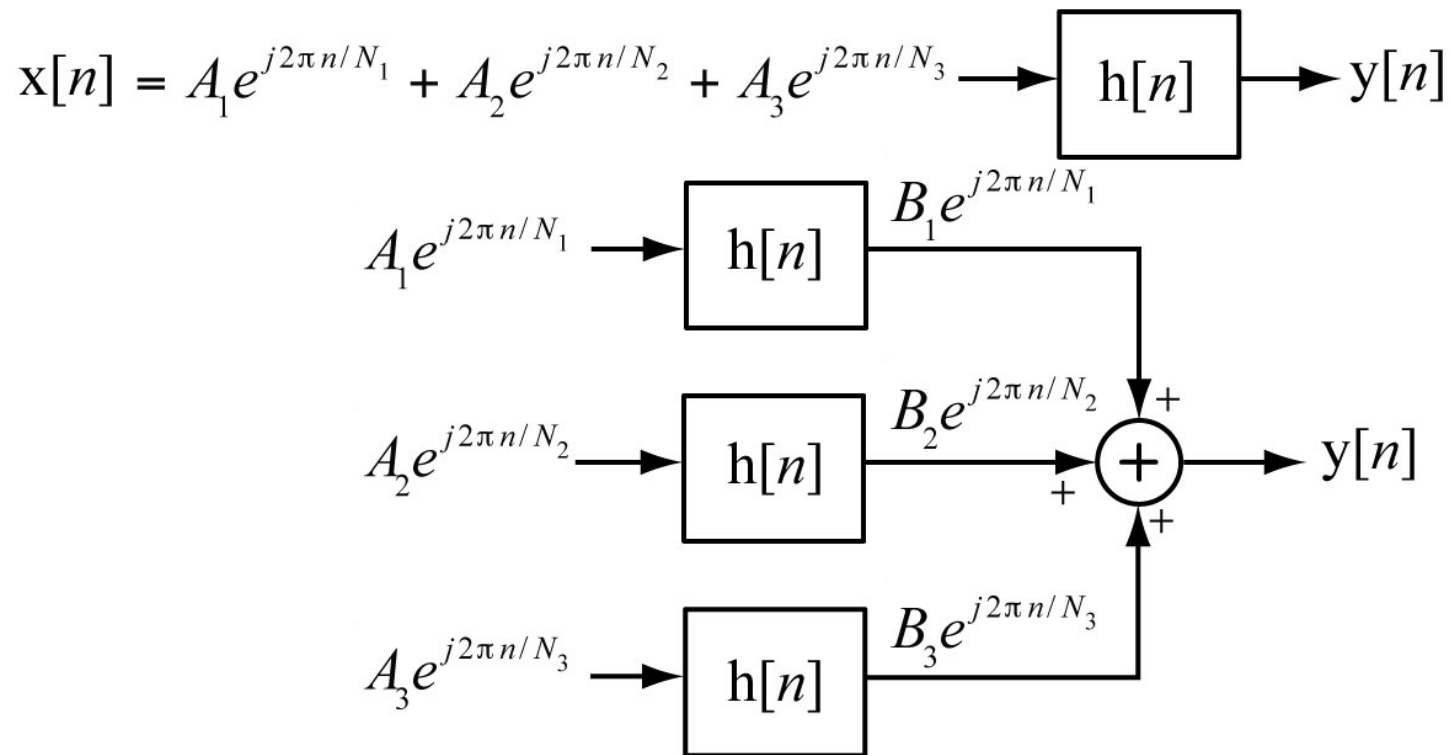 x[n] = A₁e^{j2πn/N₁} + A₂e^{j2πn/N₂} + A₃e^{j2πn/N₃} h[n] y[n]
A₁e^{j2πn/N₁} h[n] B₁e^{j2πn/N₁}
+
A₂e^{j2πn/N₂} h[n] B₂e^{j2πn/N₂} + + y[n]
+
A₃e^{j2πn/N₃} h[n] B₃e^{j2πn/N₃}